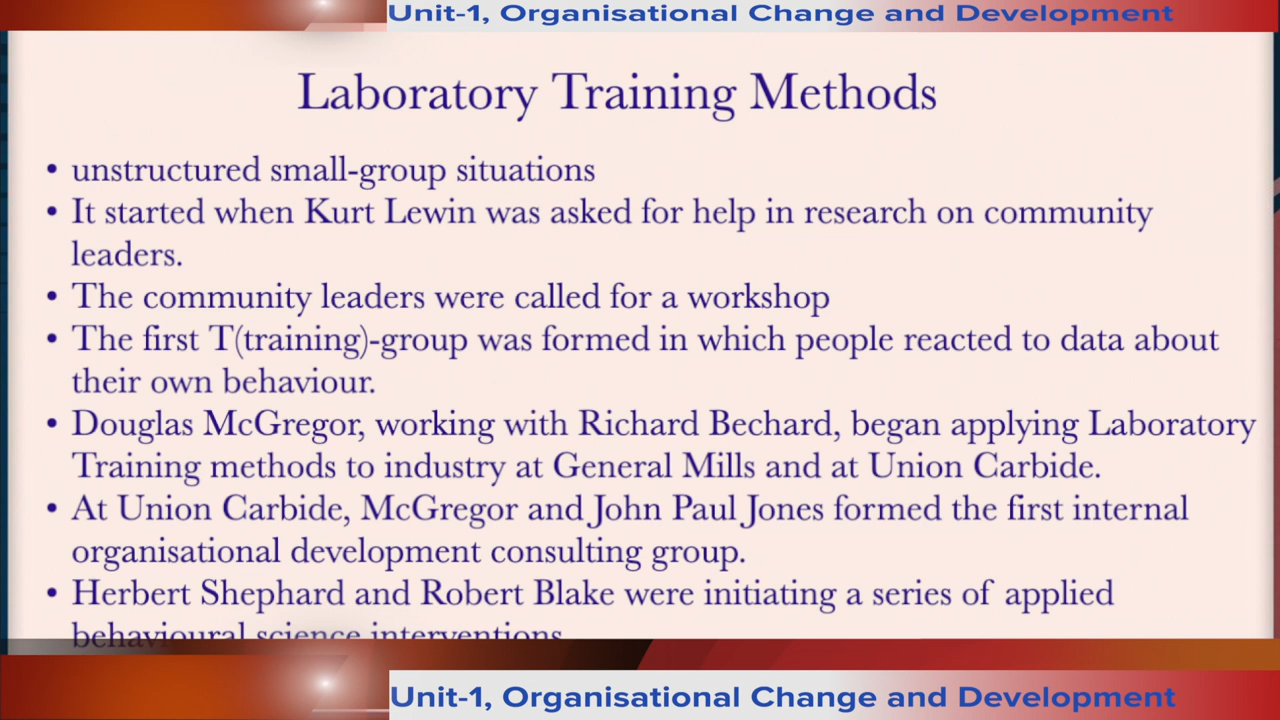 Unit-1, Organisational Change and Development
Laboratory Training Methods
• unstructured small-group situations
• It started when Kurt Lewin was asked for help in research on community
leaders.
• The community leaders were called for a workshop
• The first T(training)-group was formed in which people reacted to data about
their own behaviour.
• Douglas McGregor, working with Richard Bechard, began applying Laboratory
Training methods to industry at General Mills and at Union Carbide.
• At Union Carbide, McGregor and John Paul Jones formed the first internal
organisational development consulting group.
• Herbert Shephard and Robert Blake were initiating a series of applied
behavioural science interventions
Unit-1, Organisational Change and Development